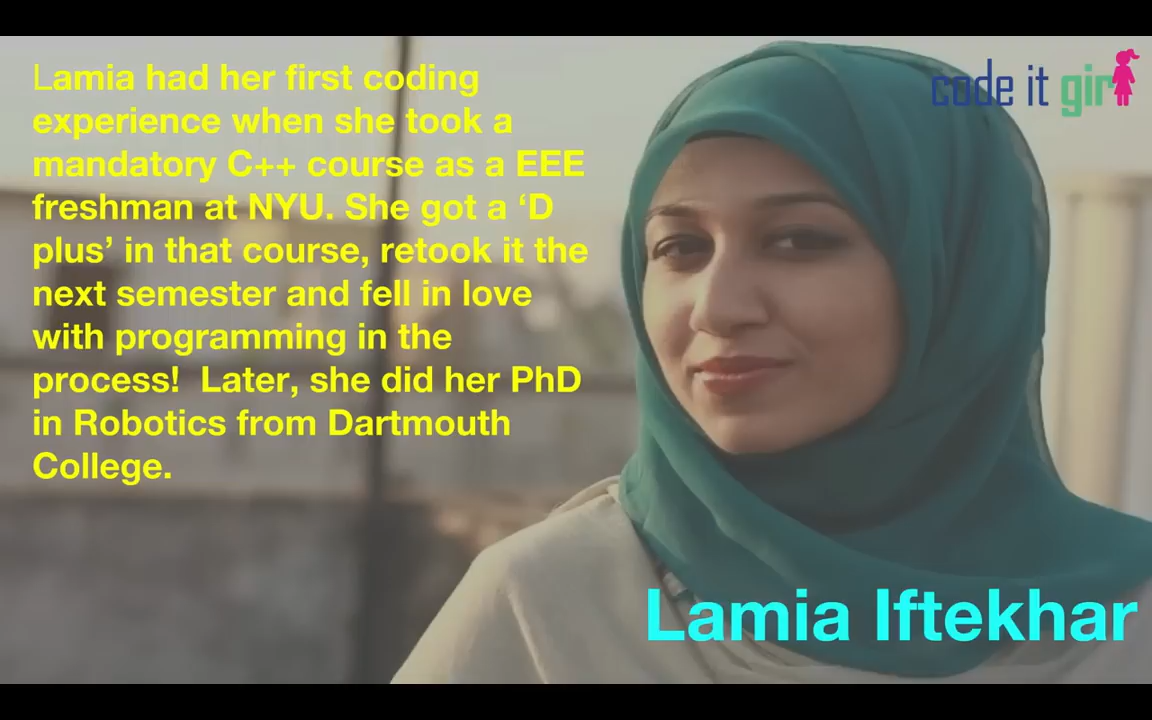 Lamia had her first coding
experience when she took a
mandatory C++ course as a EEE
freshman at NYU. She got a ‘D
plus’ in that course, retook it the
next semester and fell in love
with programming in the
process!  Later, she did her PhD
in Robotics from Dartmouth
College.
code it girl
Lamia Iftekhar